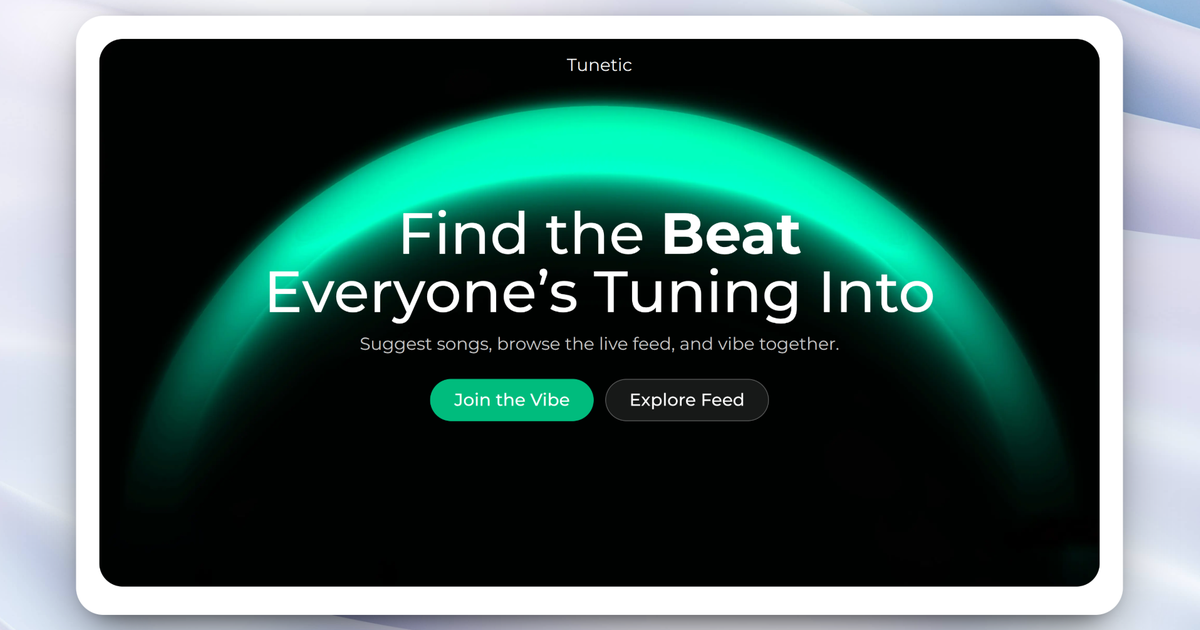 Tunetic
Find the Beat
Everyone’s Tuning Into
Suggest songs, browse the live feed, and vibe together.
Join the Vibe
Explore Feed